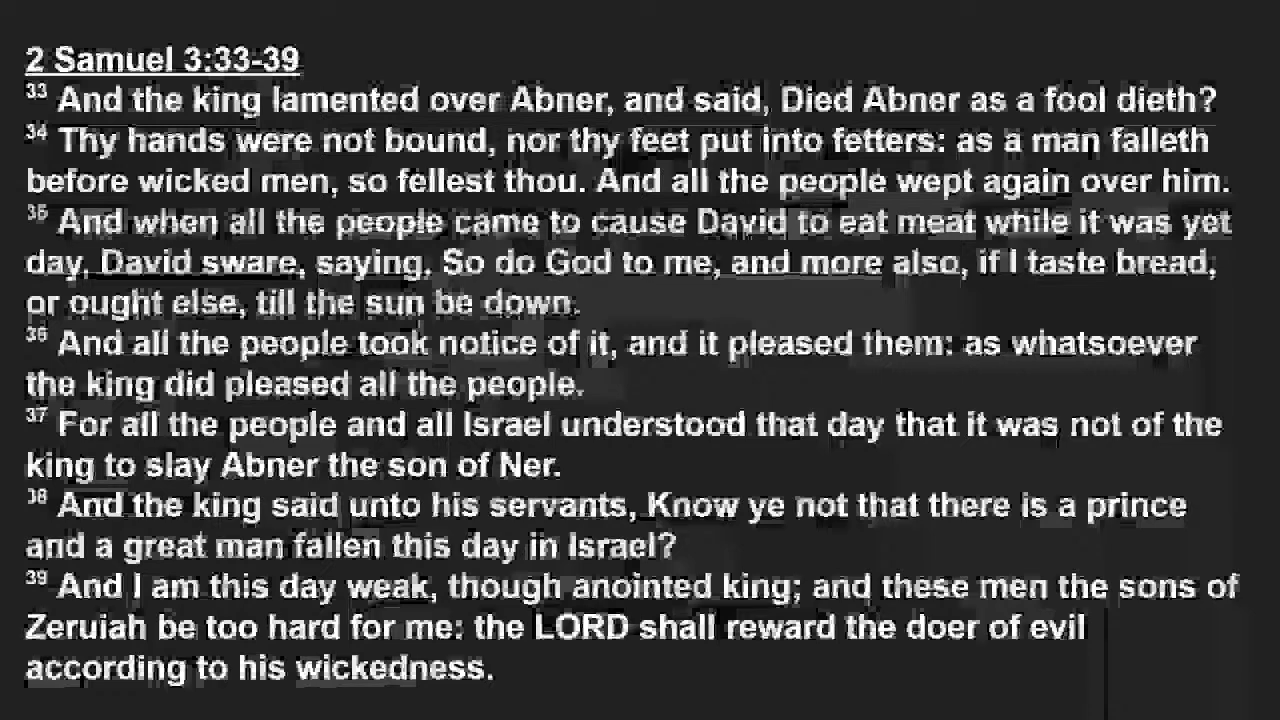 2 Samuel 3:33-39
33 And the king lamented over Abner, and said, Died Abner as a fool dieth?
34 Thy hands were not bound, nor thy feet put into fetters: as a man falleth
before wicked men, so fellest thou. And all the people wept again over him.
35 And when all the people came to cause David to eat meat while it was yet
day, David sware, saying, So do God to me, and more also, if I taste bread,
or ought else, till the sun be down.
36 And all the people took notice of it, and it pleased them: as whatsoever
the king did pleased all the people.
37 For all the people and all Israel understood that day that it was not of the
king to slay Abner the son of Ner.
38 And the king said unto his servants, Know ye not that there is a prince
and a great man fallen this day in Israel?
39 And I am this day weak, though anointed king; and these men the sons of
Zeruiah be too hard for me: the LORD shall reward the doer of evil
according to his wickedness.